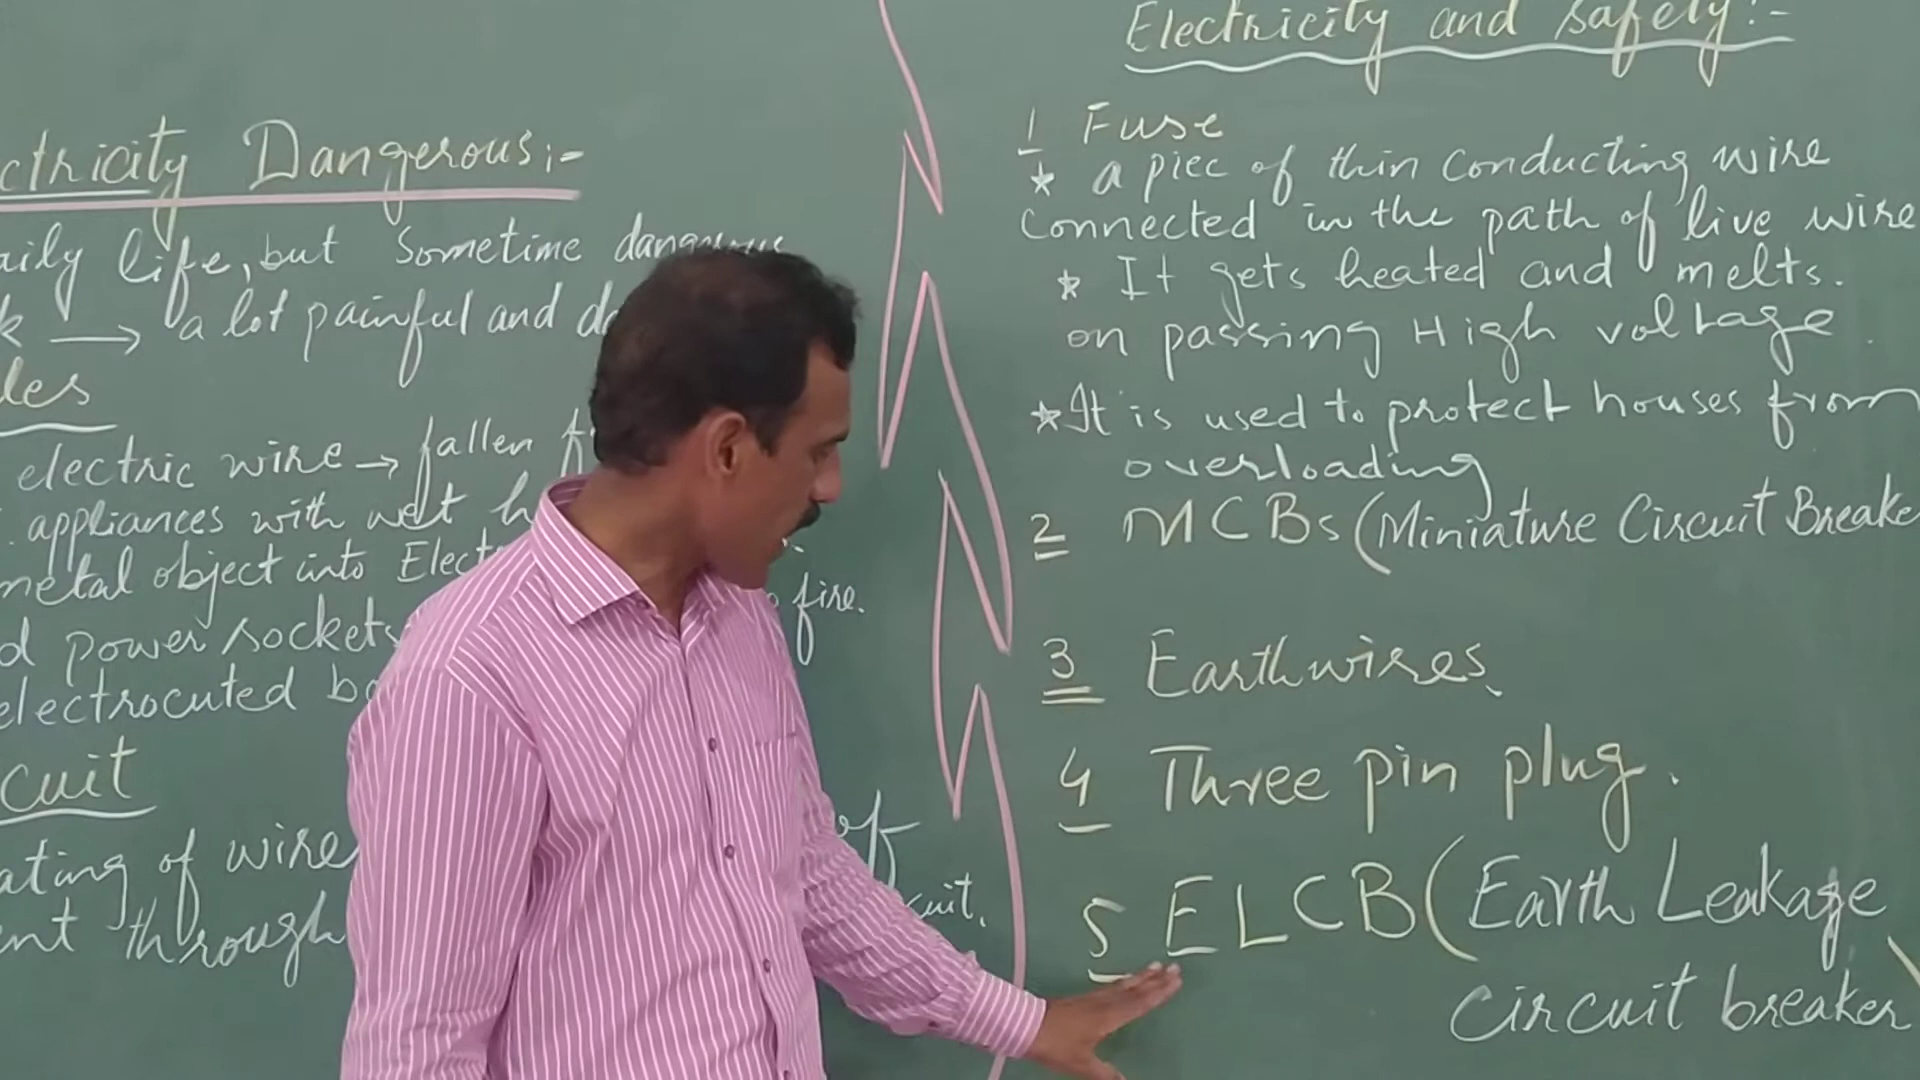 ctricity Dangerous:-
aily life, but Sometime dangerous
k → a lot painful and
les
electric wire → fallen
appliances with wet
metal object into
fire.
d power sockets
electrocuted
cuit
ating of wire of
nt through cuit.
Electricity and safety:-
1 Fuse
* a piec of thin conducting wire
connected in the path of live wire
* It gets heated and melts.
on passing High voltage.
* It is used to protect houses from
overloading
2 MCBs (Miniature Circuit Breake
3 Earthwires.
4 Three pin plug.
5 ELCB (Earth Leakage
circuit breaker